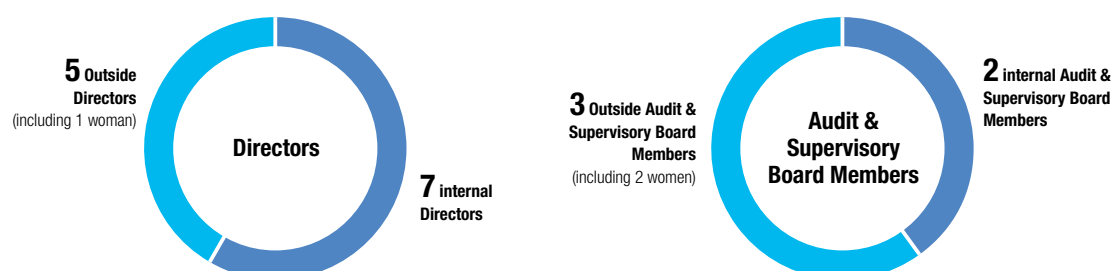 5 Outside
Directors
(including 1 woman)
Directors
7 internal
Directors
3 Outside Audit &
Supervisory Board
Members
(including 2 women)
Audit &
Supervisory
Board Members
2 internal Audit &
Supervisory Board
Members